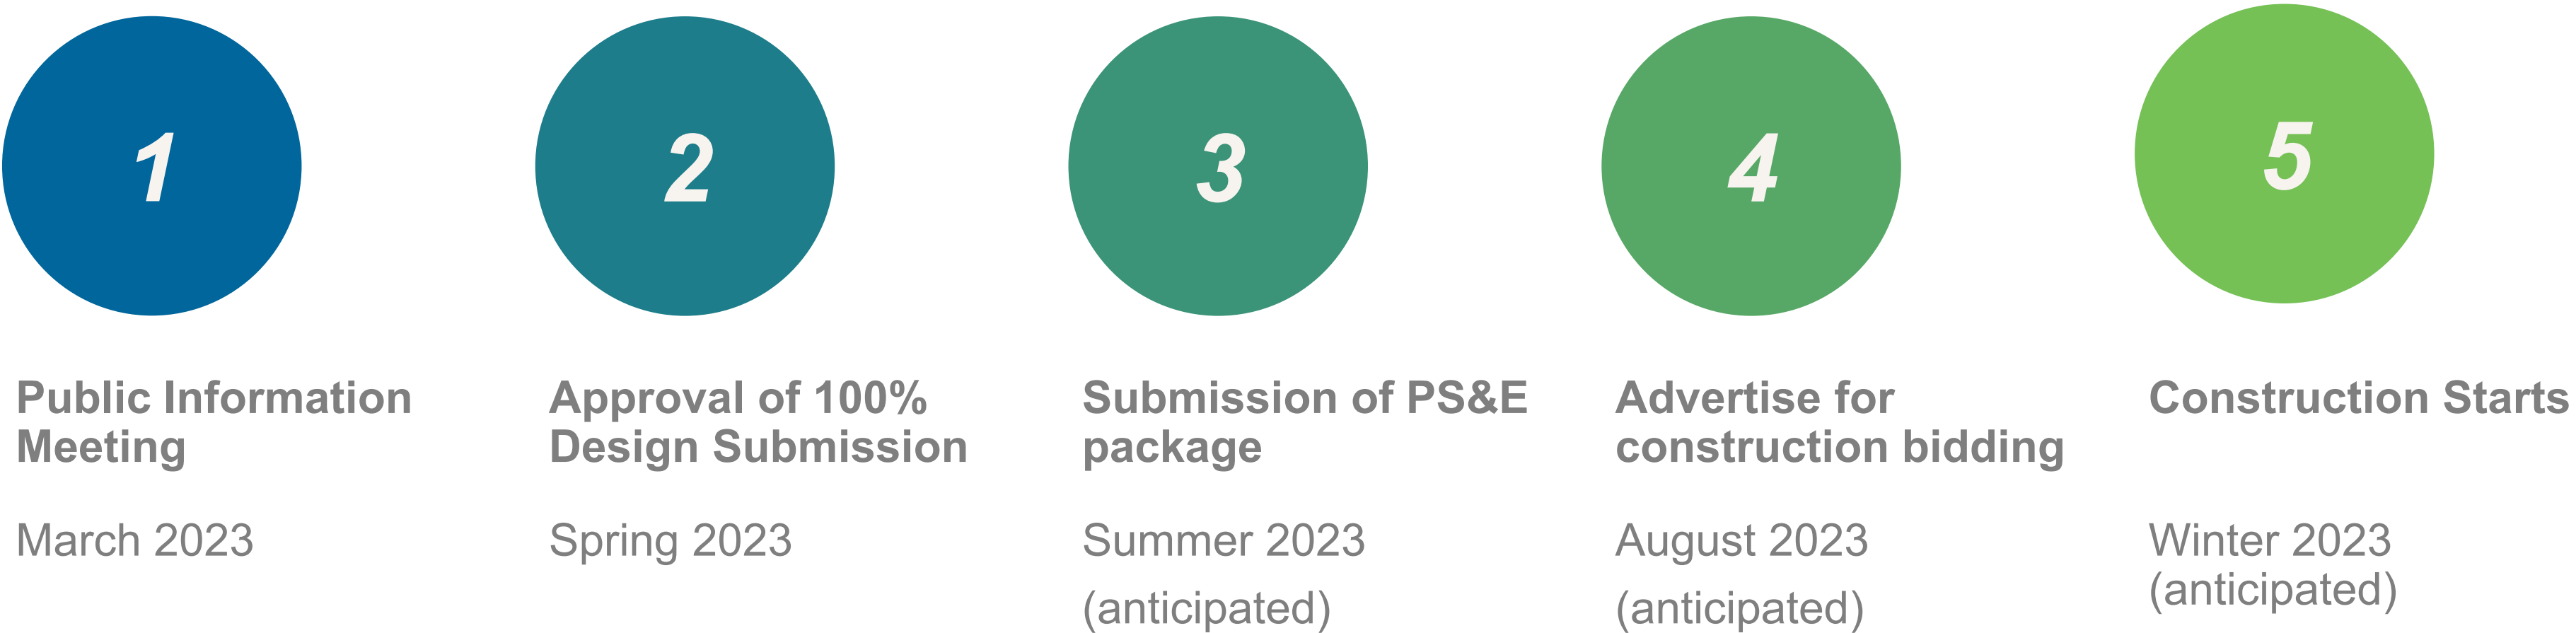 1
2
3
4
5
Public Information
Meeting
March 2023
Approval of 100%
Design Submission
Spring 2023
Submission of PS&E
package
Summer 2023
(anticipated)
Advertise for
construction bidding
August 2023
(anticipated)
Construction Starts
Winter 2023
(anticipated)